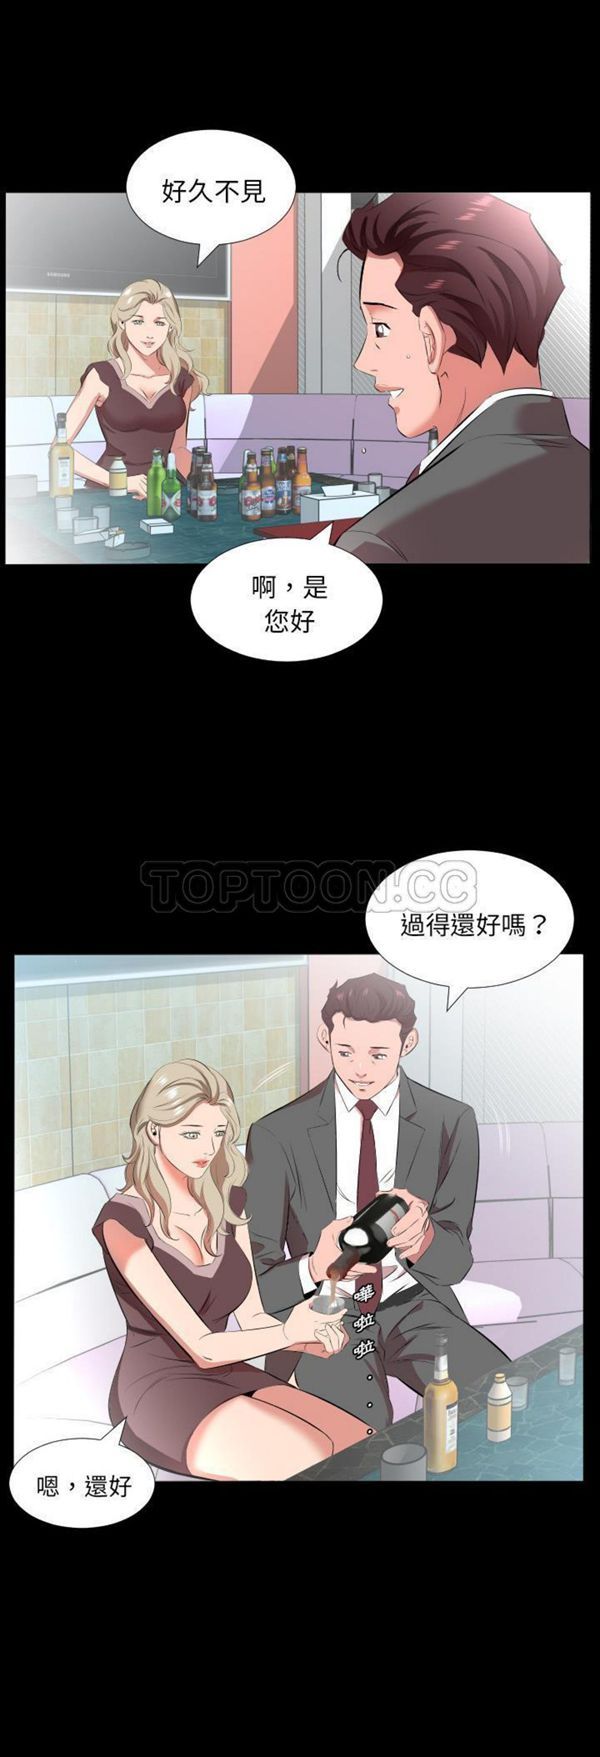 好久不見
SAMSUNG
啊，是
您好
TOPTOON.CC
過得還好嗎？
嘩
啦
啦
。
。
。
嗯，還好